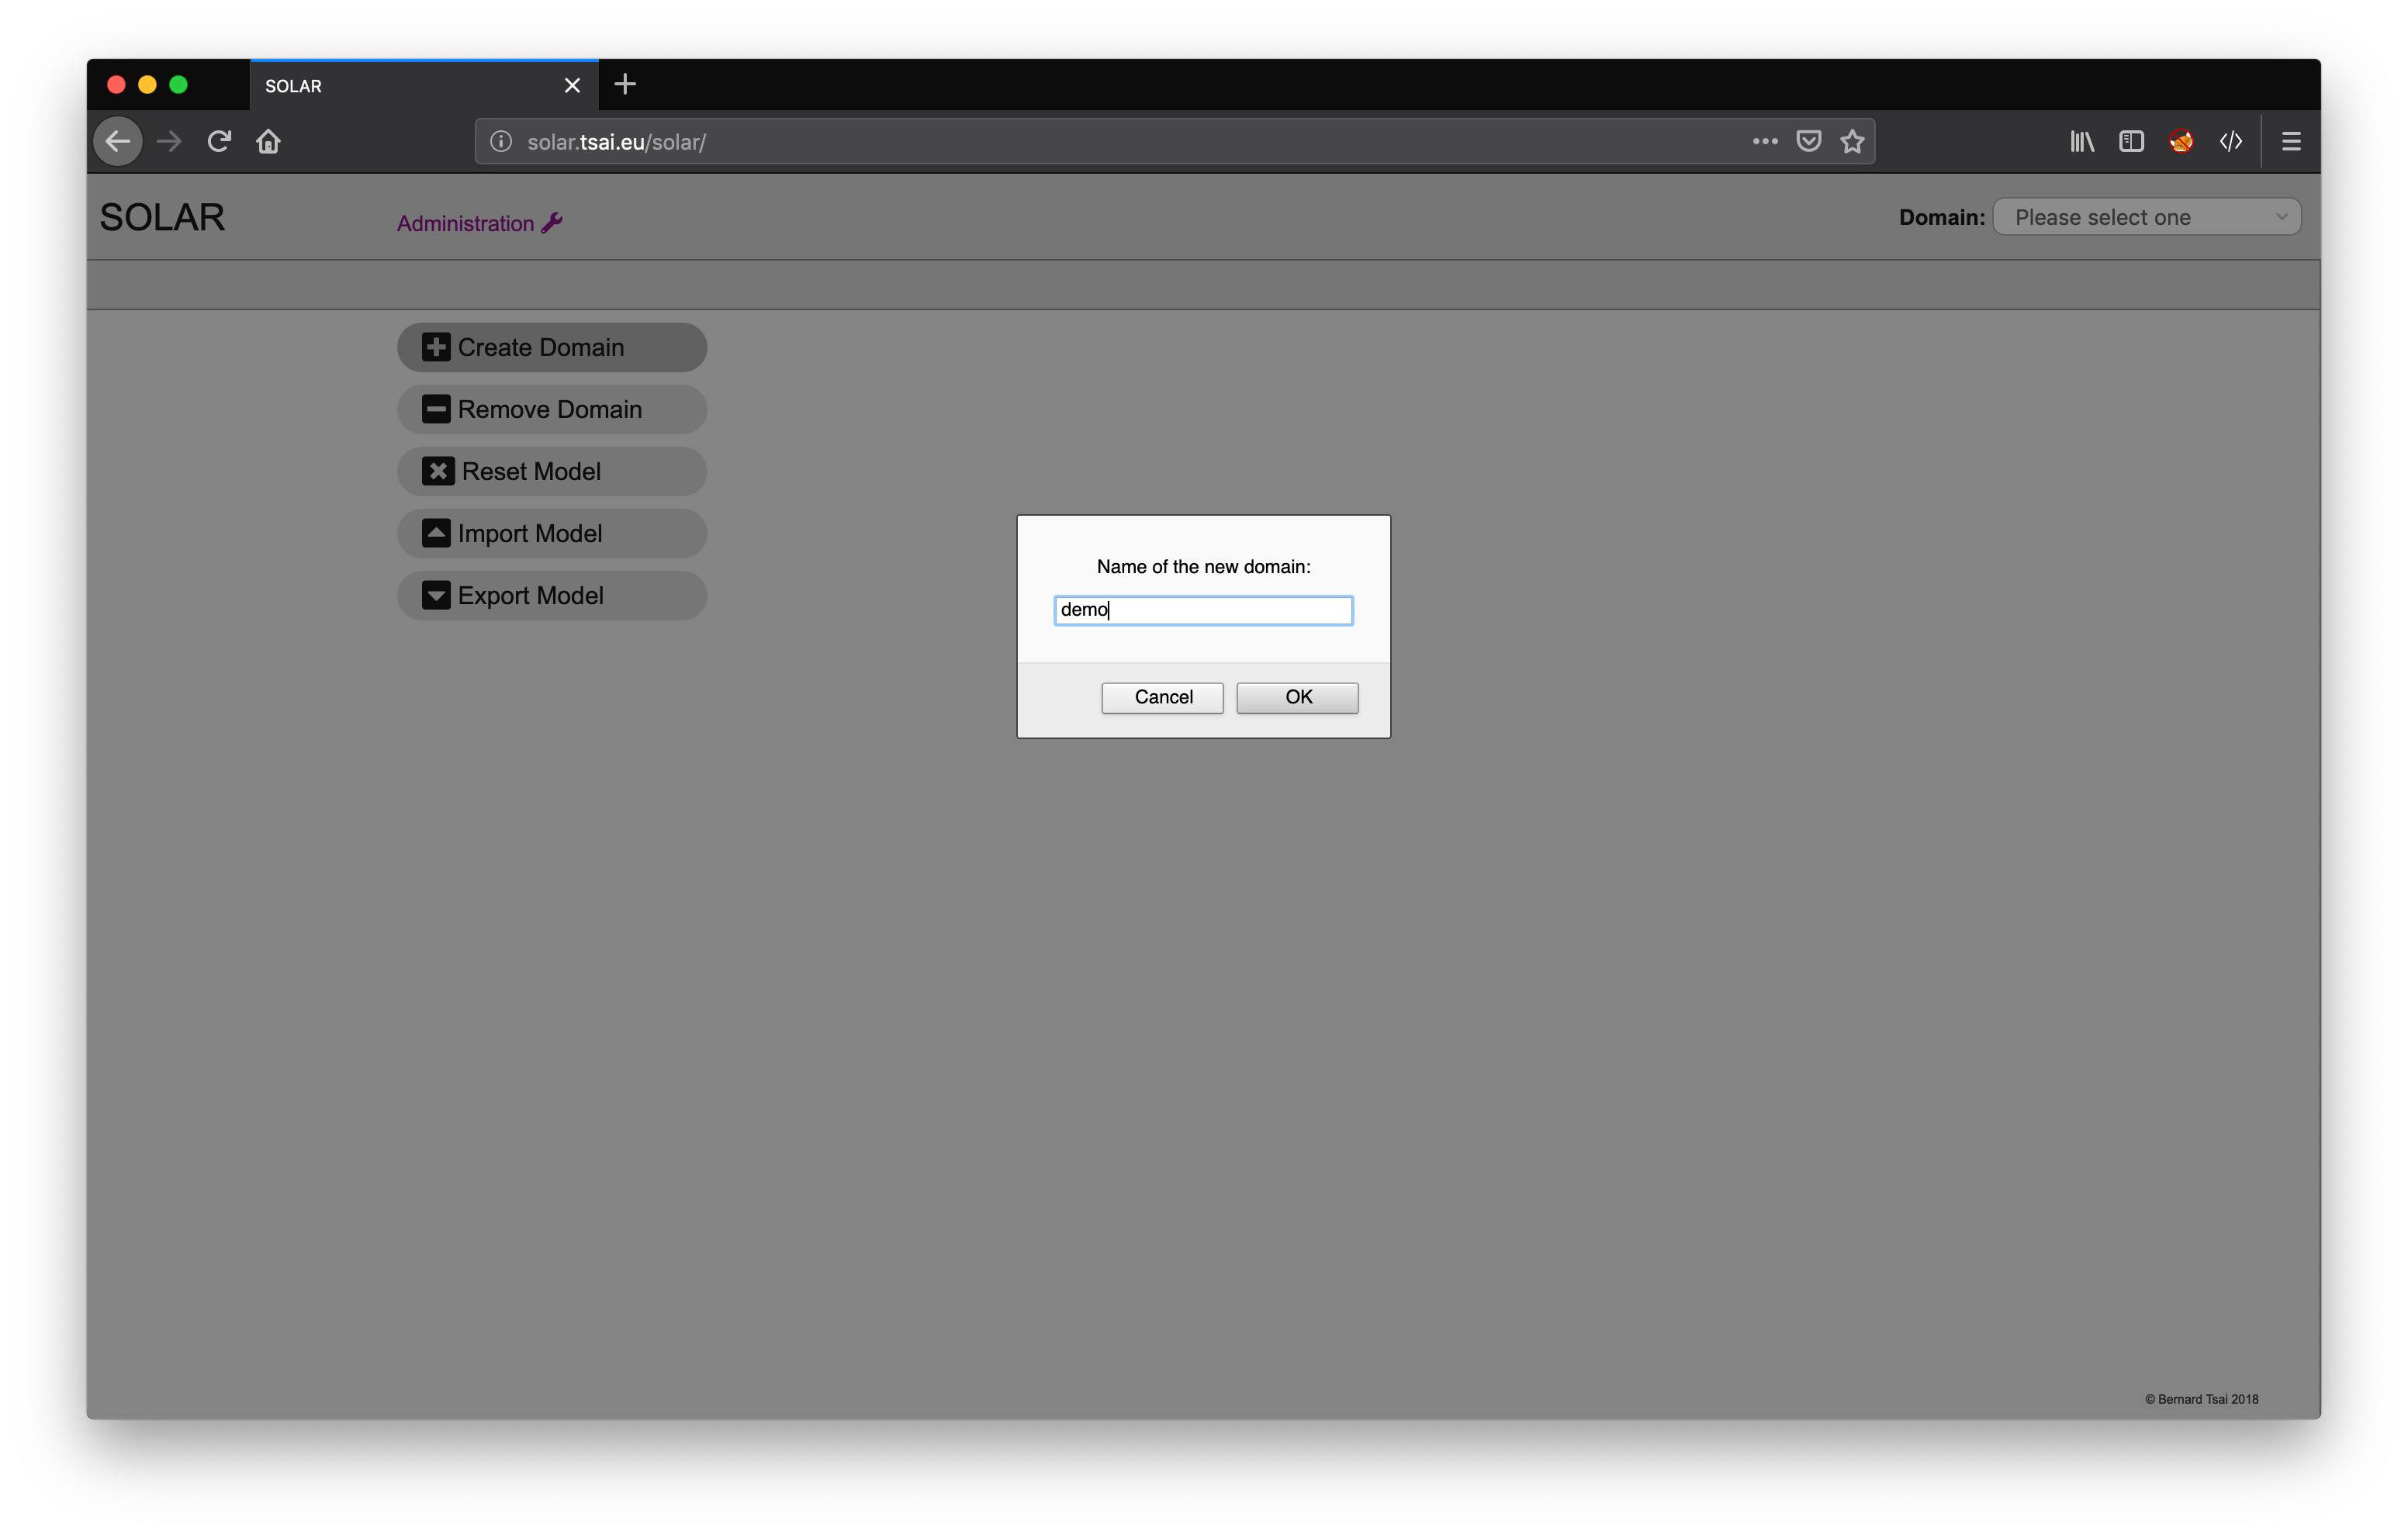 SOLAR
solar.tsai.eu/solar/
SOLAR
Administration
Domain: Please select one
Create Domain
Remove Domain
Reset Model
Import Model
Export Model
Name of the new domain:
demo
Cancel
OK
© Bernard Tsai 2018